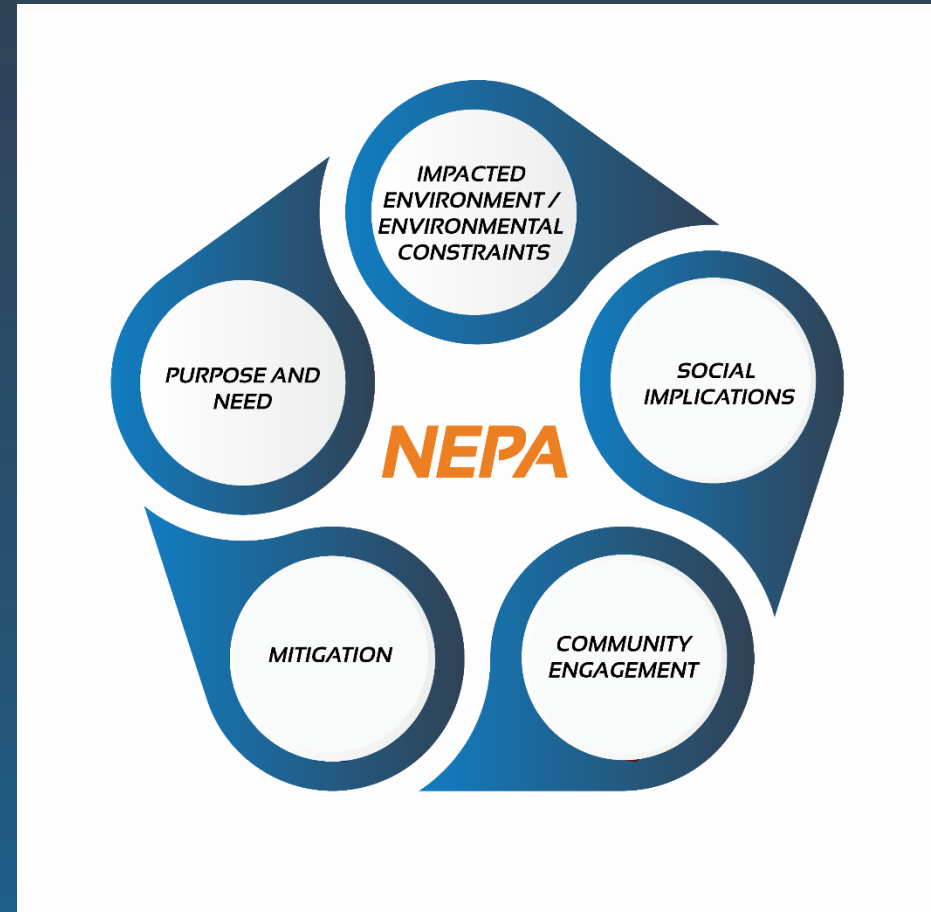 IMPACTED
ENVIRONMENT /
ENVIRONMENTAL
CONSTRAINTS
SOCIAL
IMPLICATIONS
PURPOSE AND
NEED
NEPA
COMMUNITY
ENGAGEMENT
MITIGATION